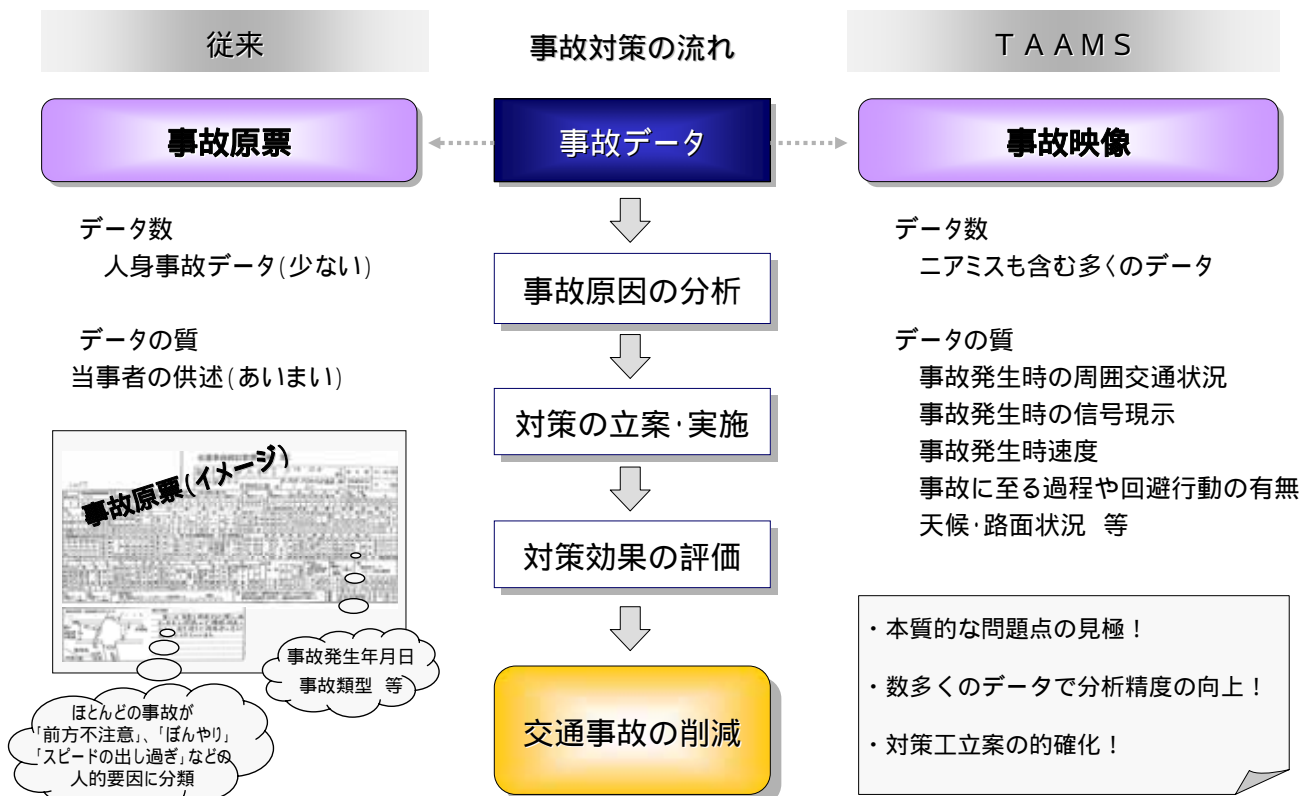 従来
事故対策の流れ
TAAMS
事故原票
事故データ
事故映像
データ数
人身事故データ(少ない)
データの質
当事者の供述(あいまい)
事故原票(イメージ)
事故発生年月日
事故類型 等
ほとんどの事故が
「前方不注意」、「ぼんやり」
「スピードの出し過ぎ」などの
人的要因に分類
事故原因の分析
対策の立案・実施
対策効果の評価
交通事故の削減
データ数
ニアミスも含む多くのデータ
データの質
事故発生時の周囲交通状況
事故発生時の信号現示
事故発生時速度
事故に至る過程や回避行動の有無
天候・路面状況 等
・本質的な問題点の見極!
・数多くのデータで分析精度の向上!
・対策工立案の的確化!